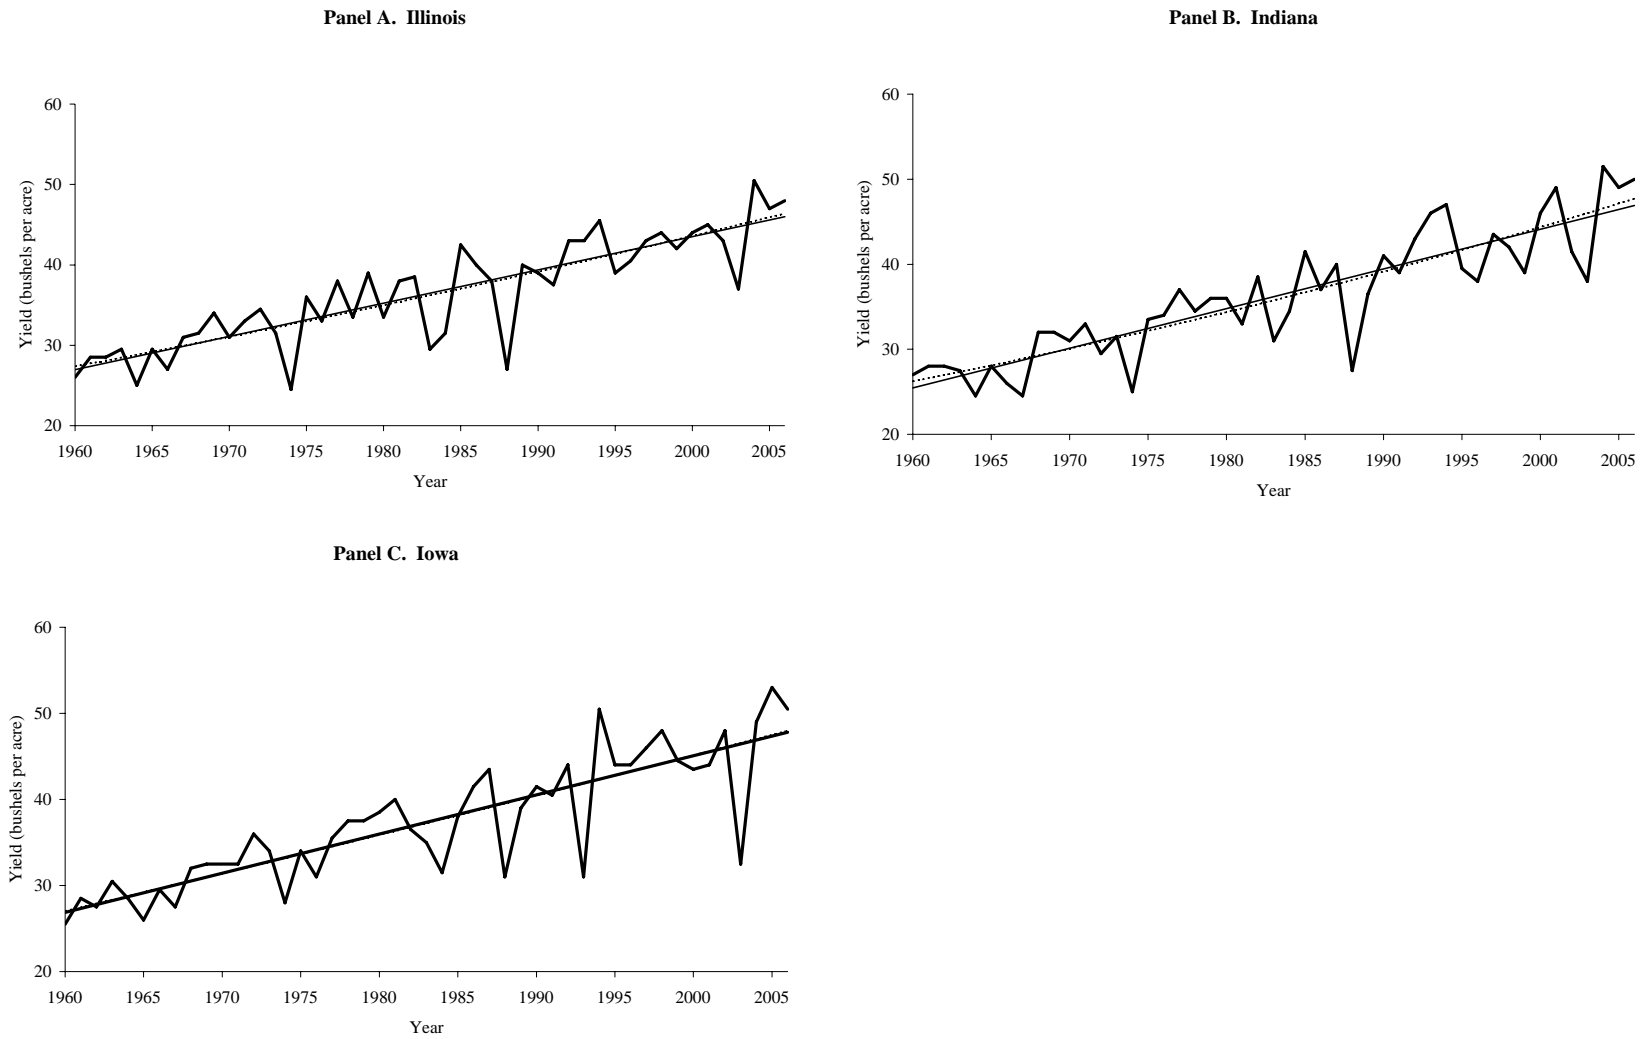 Panel A.  Illinois
60
50
40
30
20
1960 1965 1970 1975 1980 1985 1990 1995 2000 2005
Year
Yield (bushels per acre)
Panel B.  Indiana
60
50
40
30
20
1960 1965 1970 1975 1980 1985 1990 1995 2000 2005
Year
Yield (bushels per acre)
Panel C.  Iowa
60
50
40
30
20
1960 1965 1970 1975 1980 1985 1990 1995 2000 2005
Year
Yield (bushels per acre)